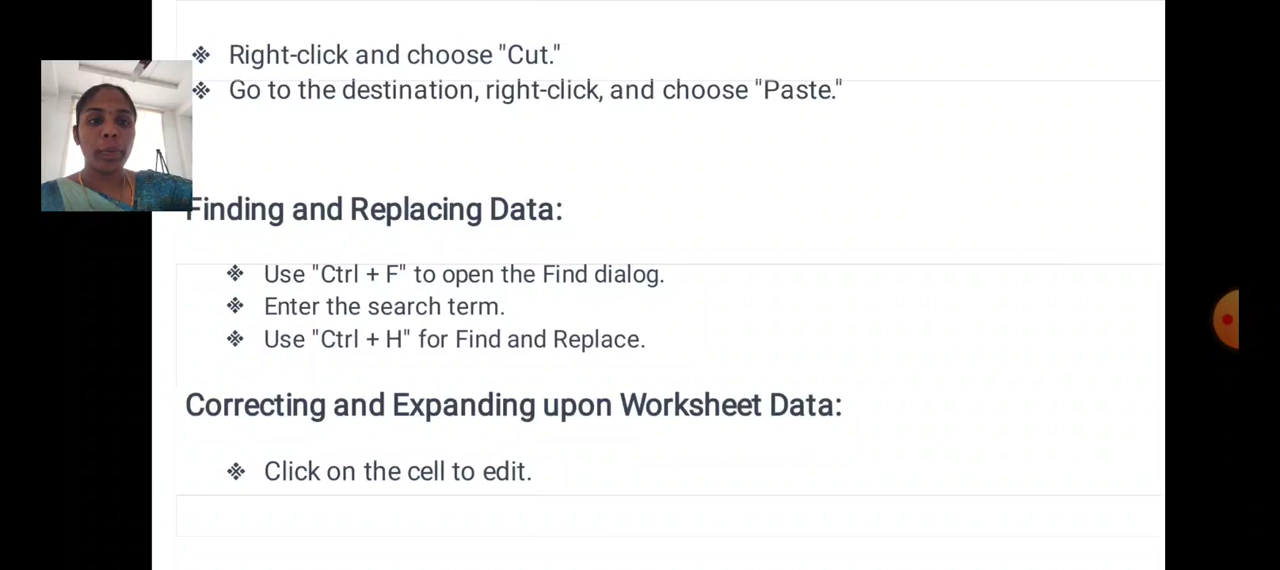 ❖ Right-click and choose "Cut."
❖ Go to the destination, right-click, and choose "Paste."
Finding and Replacing Data:
❖ Use "Ctrl + F" to open the Find dialog.
❖ Enter the search term.
❖ Use "Ctrl + H" for Find and Replace.
Correcting and Expanding upon Worksheet Data:
❖ Click on the cell to edit.